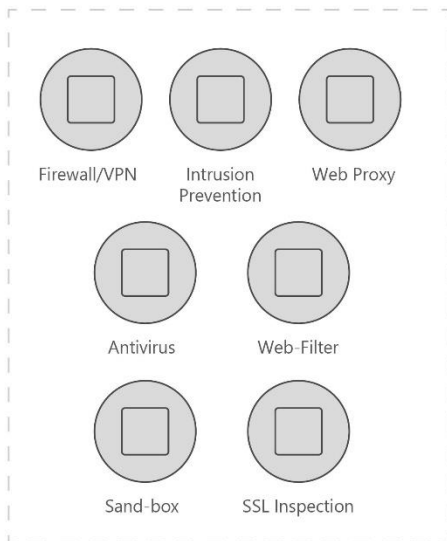 Firewall/VPN
Intrusion
Prevention
Web Proxy
Antivirus
Web-Filter
Sand-box
SSL Inspection